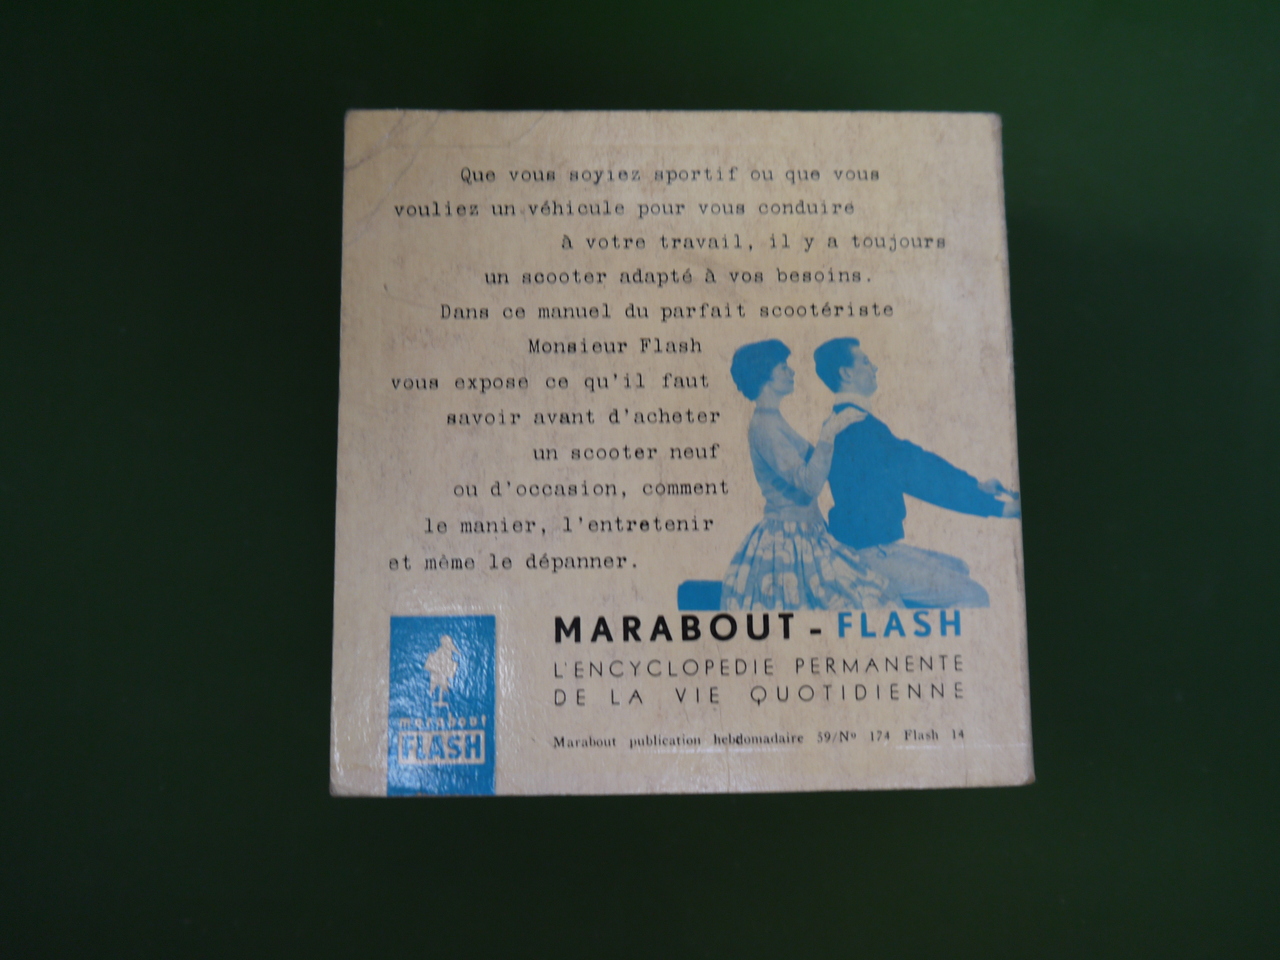 Que vous soyiez sportif ou que vous
vouliez un véhicule pour vous conduire
à votre travail, il y a toujours
un scooter adapté à vos besoins.
Dans ce manuel du parfait scootériste
Monsieur Flash
vous expose ce qu'il faut
savoir avant d'acheter
un scooter neuf
ou d'occasion, comment
le manier, l'entretenir
et même le dépanner.
MARABOUT - FLASH
L'ENCYCLOPEDIE PERMANENTE
DE LA VIE QUOTIDIENNE
Marabout publication hebdomadaire 59/Nº 174 Flash 14
marabout
FLASH